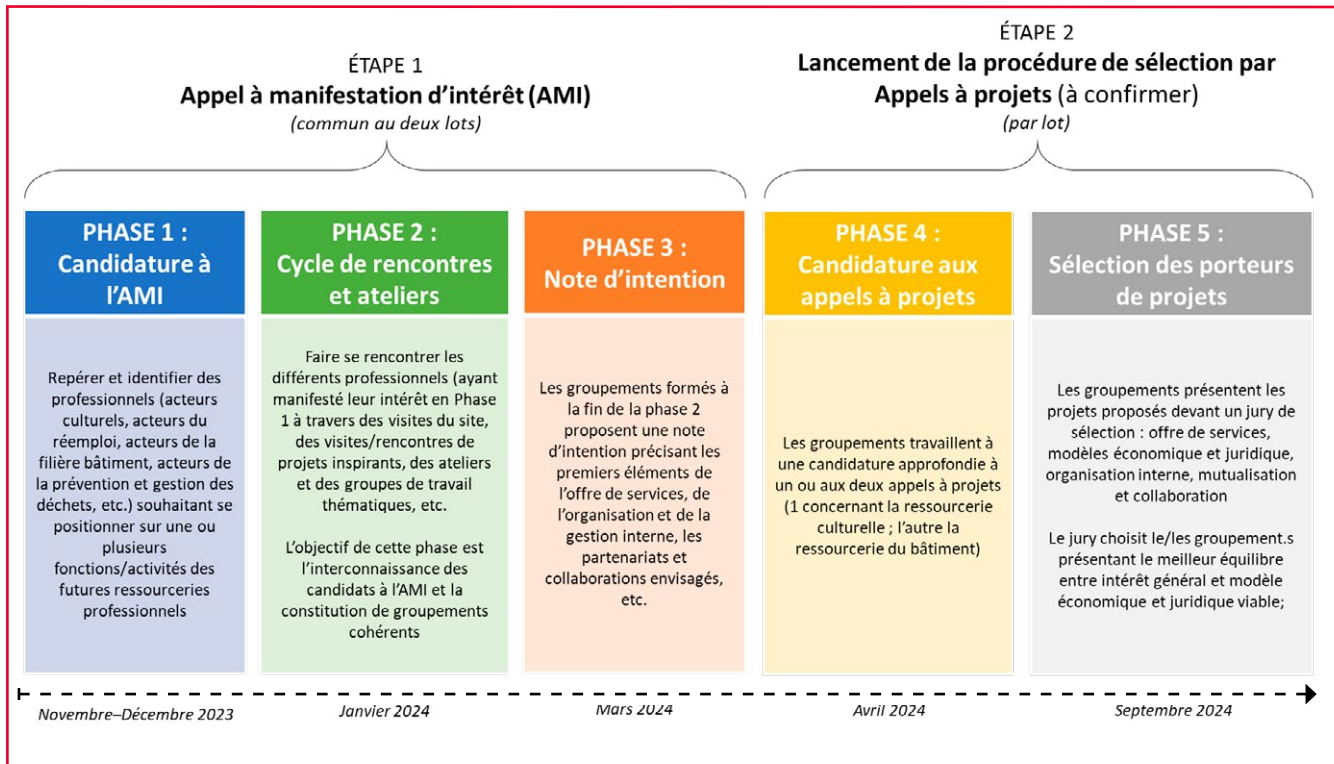 ÉTAPE 1
Appel à manifestation d'intérêt (AMI)
(commun au deux lots)
ÉTAPE 2
Lancement de la procédure de sélection par
Appels à projets (à confirmer)
(par lot)
PHASE 1 :
Candidature à
l'AMI
Repérer et identifier des
professionnels (acteurs
culturels, acteurs du
réemploi, acteurs de la
filière bâtiment, acteurs de
la prévention et gestion des
déchets, etc.) souhaitant se
positionner sur une ou
plusieurs
fonctions/activités des
futures ressourceries
professionnels
PHASE 2 :
Cycle de rencontres
et ateliers
Faire se rencontrer les
différents professionnels (ayant
manifesté leur intérêt en Phase
1 à travers des visites du site,
des visites/rencontres de
projets inspirants, des ateliers
et des groupes de travail
thématiques, etc.
L'objectif de cette phase est
l'interconnaissance des
candidats à l'AMI et la
constitution de groupements
cohérents
PHASE 3 :
Note d'intention
Les groupements formés à
la fin de la phase 2
proposent une note
d'intention précisant les
premiers éléments de
l'offre de services, de
l'organisation et de la
gestion interne, les
partenariats et
collaborations envisagés,
etc.
PHASE 4 :
Candidature aux
appels à projets
Les groupements travaillent à
une candidature approfondie à
un ou aux deux appels à projets
(1 concernant la ressourcerie
culturelle ; l'autre la
ressourcerie du bâtiment)
PHASE 5 :
Sélection des porteurs
de projets
Les groupements présentent les
projets proposés devant un jury de
sélection : offre de services,
modèles économique et juridique,
organisation interne, mutualisation
et collaboration
Le jury choisit le/les groupement.s
présentant le meilleur équilibre
entre intérêt général et modèle
économique et juridique viable;
Novembre–Décembre 2023
Janvier 2024
Mars 2024
Avril 2024
Septembre 2024